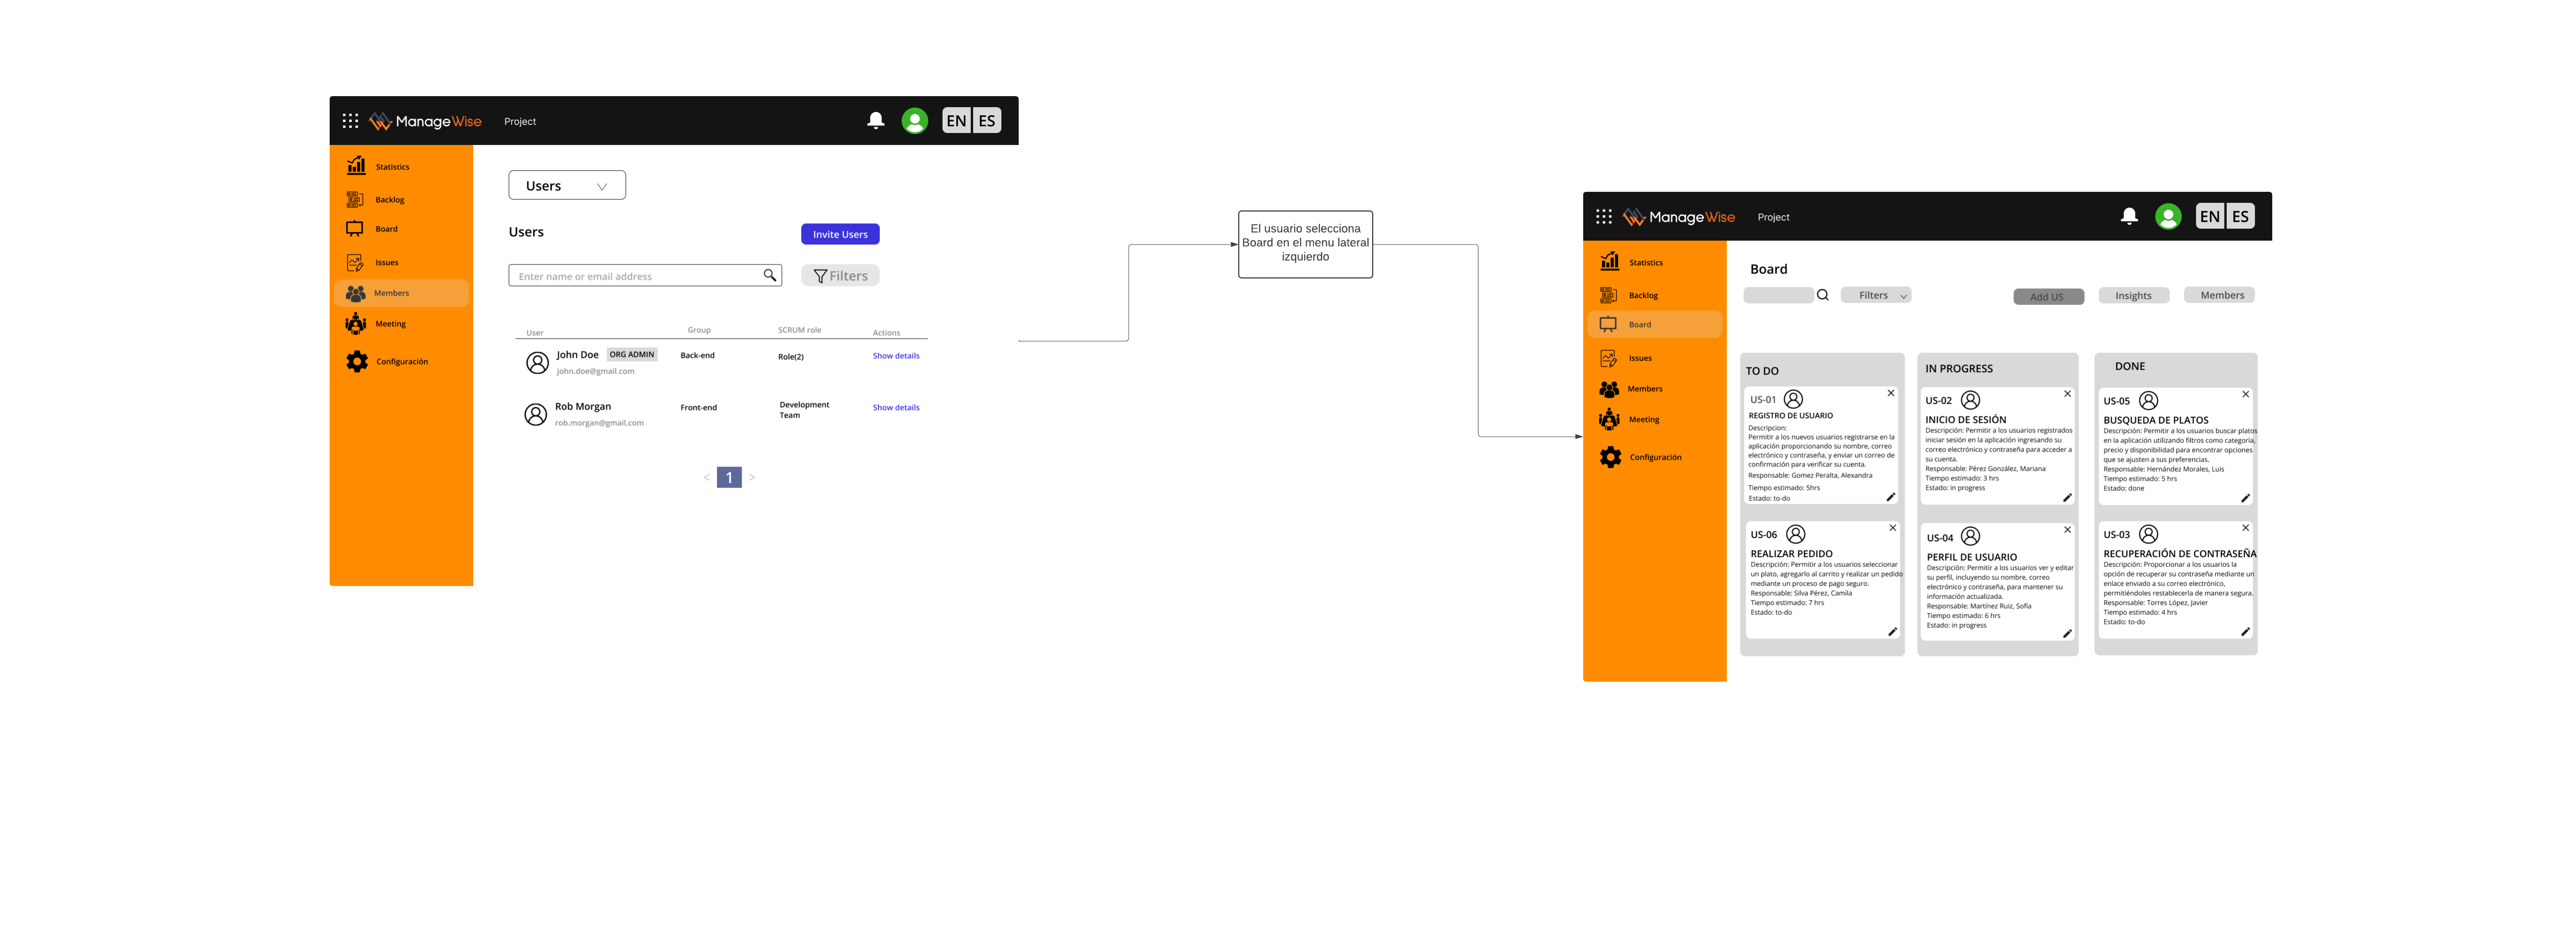 ManageWise
Project
EN ES
Statistics
Backlog
Board
Issues
Members
Meeting
Configuración
Users
Users
Invite Users
Enter name or email address
Filters
User Group SCRUM role Actions
John Doe ORG ADMIN Back-end Role(2) Show details
john.doe@gmail.com
Rob Morgan Front-end Development Show details
Team
rob.morgan@gmail.com
< 1 >
El usuario selecciona
Board en el menu lateral
izquierdo
ManageWise
Project
EN ES
Statistics
Backlog
Board
Issues
Members
Meeting
Configuración
Board
Filters
Add US
Insights
Members
TO DO
US-01
REGISTRO DE USUARIO
Descripcion:
Permitir a los nuevos usuarios registrarse en la
aplicación proporcionando su nombre, correo
electrónico y contraseña, y enviar un correo de
confirmación para verificar su cuenta.
Responsable: Gomez Peralta, Alexandra
Tiempo estimado: 5hrs
Estado: to-do
US-06
REALIZAR PEDIDO
Descripción: Permitir a los usuarios seleccionar
un plato, agregarlo al carrito y realizar un pedido
mediante un proceso de pago seguro.
Responsable: Silva Pérez, Camila
Tiempo estimado: 7 hrs
Estado: to-do
IN PROGRESS
US-02
INICIO DE SESIÓN
Descripción: Permitir a los usuarios registrados
iniciar sesión en la aplicación ingresando su
correo electrónico y contraseña para acceder a
su cuenta.
Responsable: Pérez González, Mariana
Tiempo estimado: 3 hrs
Estado: in progress
US-04
PERFIL DE USUARIO
Descripción: Permitir a los usuarios ver y editar
su perfil, incluyendo su nombre, correo
electrónico y contraseña, para mantener su
información actualizada.
Responsable: Martínez Ruiz, Sofía
Tiempo estimado: 6 hrs
Estado: in progress
DONE
US-05
BUSQUEDA DE PLATOS
Descripción: Permitir a los usuarios buscar platos
en la aplicación utilizando filtros como categoría,
precio y disponibilidad para encontrar opciones
que se ajusten a sus preferencias.
Responsable: Hernández Morales, Luis
Tiempo estimado: 5 hrs
Estado: done
US-03
RECUPERACIÓN DE CONTRASEÑA
Descripción: Proporcionar a los usuarios la
opción de recuperar su contraseña mediante un
enlace enviado a su correo electrónico,
permitiéndoles restablecerla de manera segura.
Responsable: Torres López, Javier
Tiempo estimado: 4 hrs
Estado: to-do